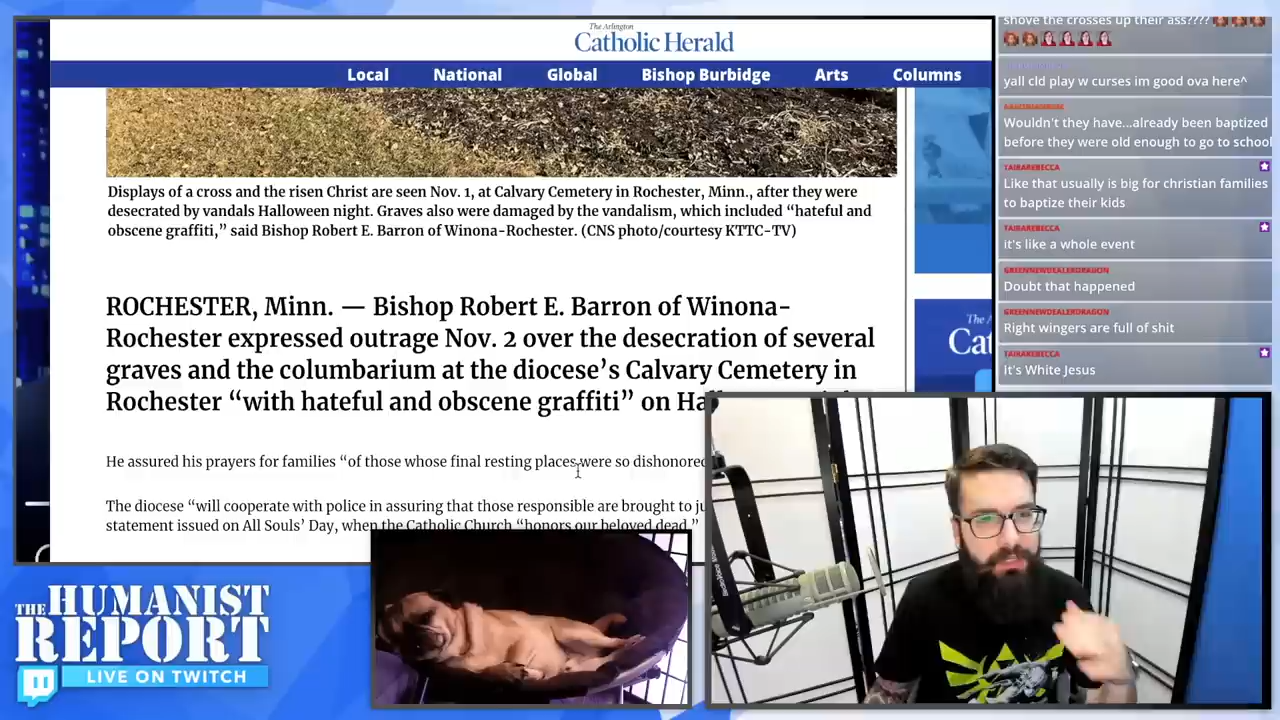 The Arlington
Catholic Herald
Local National Global Bishop Burbidge Arts Columns
Displays of a cross and the risen Christ are seen Nov. 1, at Calvary Cemetery in Rochester, Minn., after they were
desecrated by vandals Halloween night. Graves also were damaged by the vandalism, which included “hateful and
obscene graffiti,” said Bishop Robert E. Barron of Winona-Rochester. (CNS photo/courtesy KTTC-TV)
ROCHESTER, Minn. — Bishop Robert E. Barron of Winona-
Rochester expressed outrage Nov. 2 over the desecration of several
graves and the columbarium at the diocese’s Calvary Cemetery in
Rochester “with hateful and obscene graffiti” on
He assured his prayers for families “of those whose final resting places were so dishonored
The diocese “will cooperate with police in assuring that those responsible are brought to
statement issued on All Souls’ Day, when the Catholic Church “honors our beloved dead.”
The A
Cat
shove the crosses up their ass????
yall cld play w curses im good ova here^
Wouldn't they have...already been baptized
before they were old enough to go to school
TAIRAREBECCA
Like that usually is big for christian families
to baptize their kids
TAIRAREBECCA
it's like a whole event
GREENNEWDEALERDRAGON
Doubt that happened
GREENNEWDEALERDRAGON
Right wingers are full of shit
TAIRAREBECCA
It's White Jesus
THE HUMANIST
REPORT
LIVE ON TWITCH